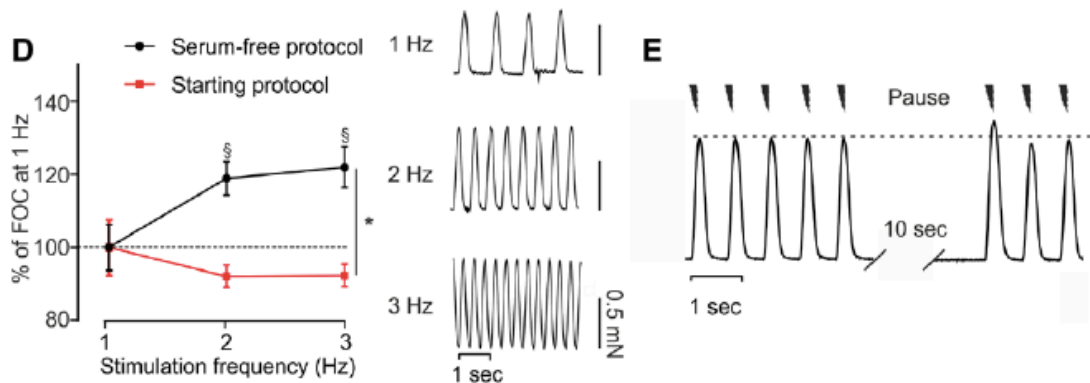 D
Serum-free protocol
Starting protocol
% of FOC at 1 Hz
140
120
100
80
§
§
*
1
2
3
Stimulation frequency (Hz)
1 Hz
2 Hz
3 Hz
0.5 mN
1 sec
E
Pause
10 sec
1 sec